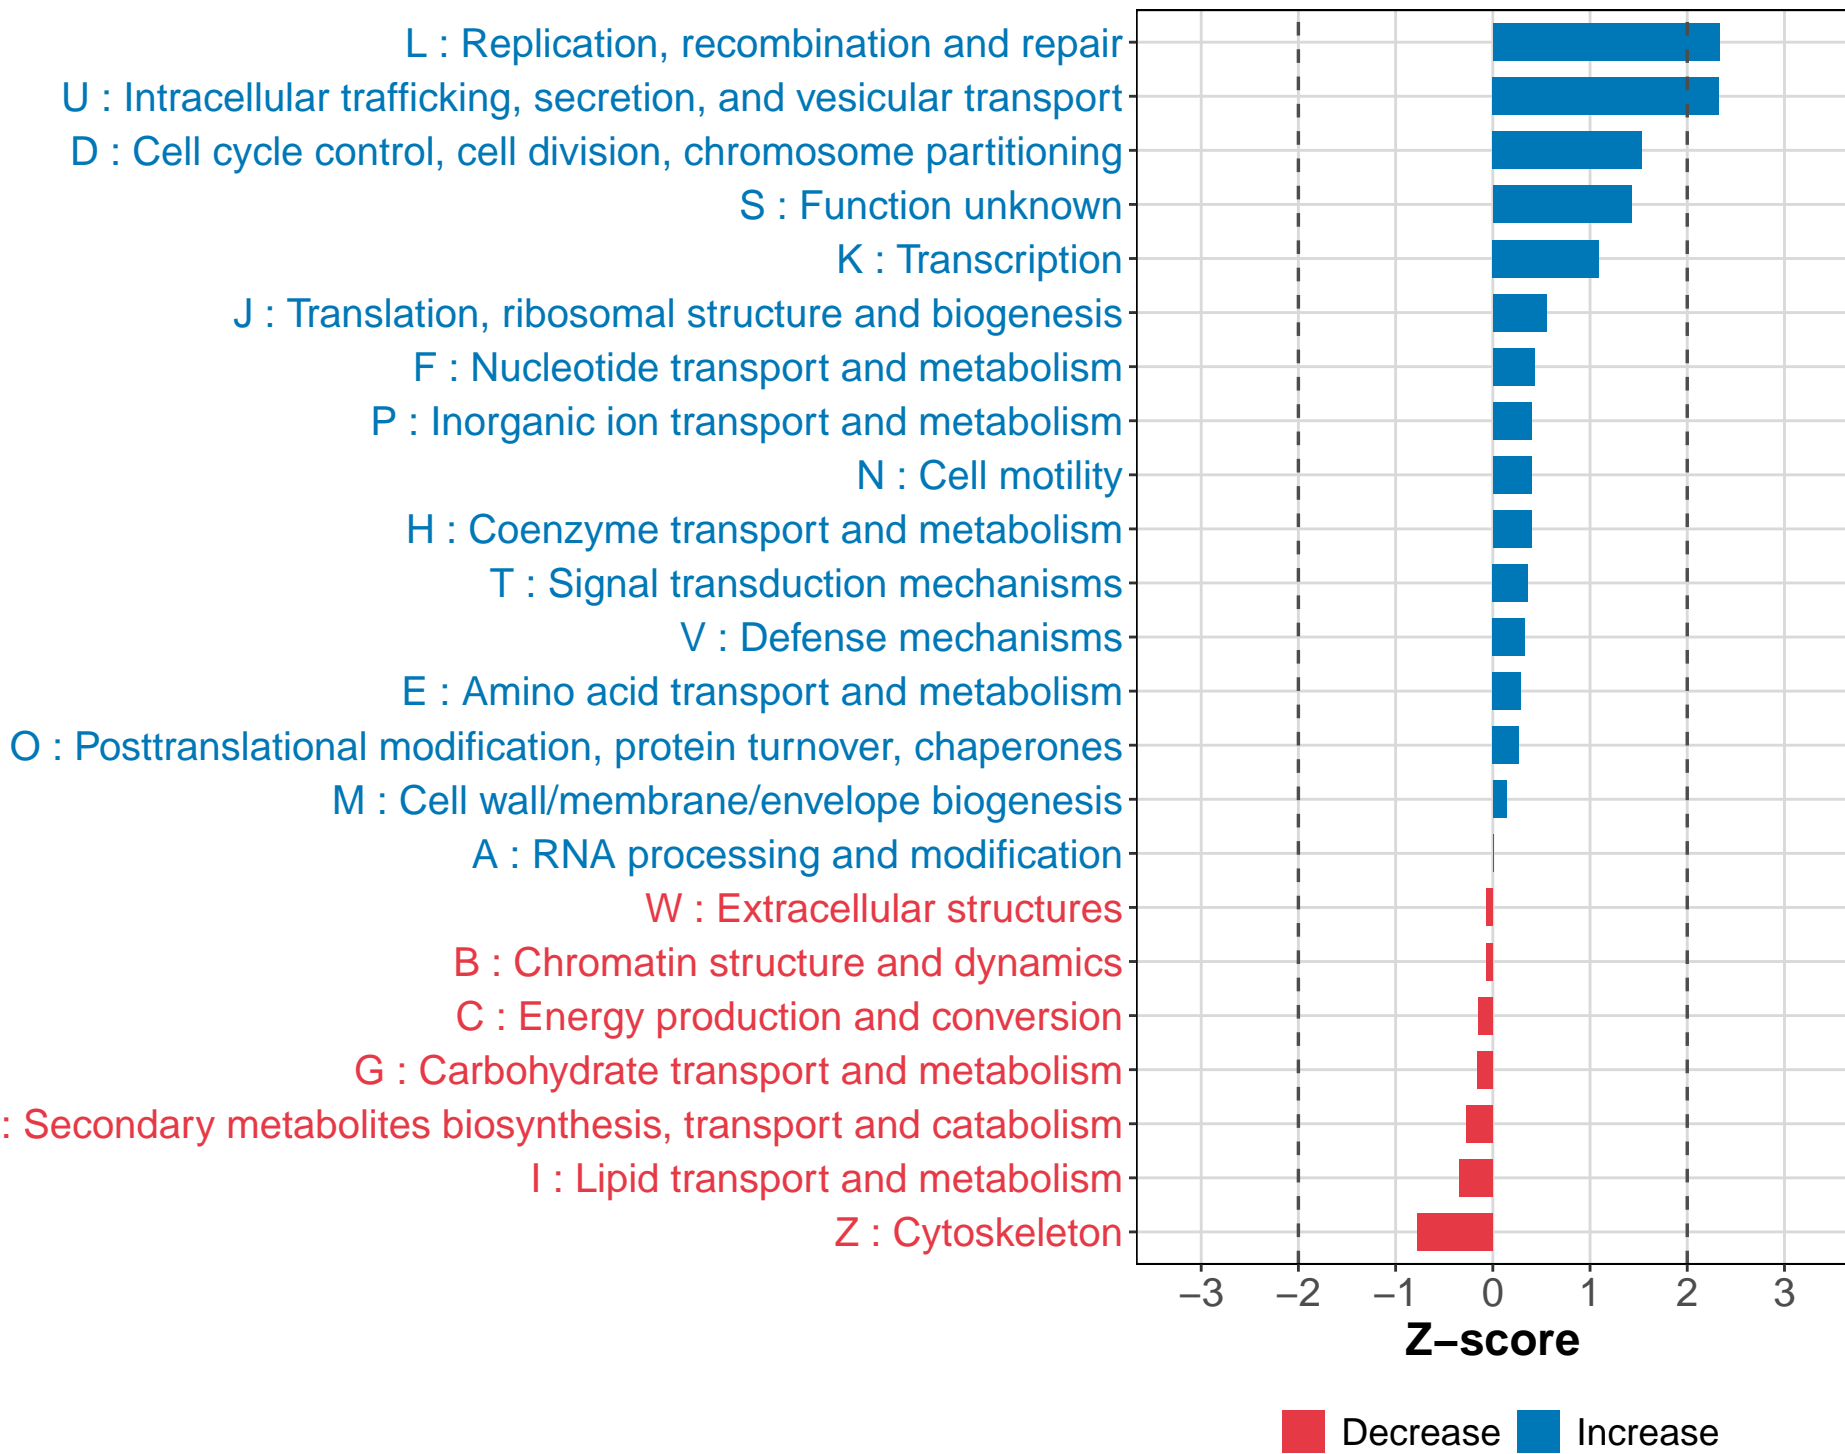 L : Replication, recombination and repair
U : Intracellular trafficking, secretion, and vesicular transport
D : Cell cycle control, cell division, chromosome partitioning
S : Function unknown
K : Transcription
J : Translation, ribosomal structure and biogenesis
F : Nucleotide transport and metabolism
P : Inorganic ion transport and metabolism
N : Cell motility
H : Coenzyme transport and metabolism
T : Signal transduction mechanisms
V : Defense mechanisms
E : Amino acid transport and metabolism
O : Posttranslational modification, protein turnover, chaperones
M : Cell wall/membrane/envelope biogenesis
A : RNA processing and modification
W : Extracellular structures
B : Chromatin structure and dynamics
C : Energy production and conversion
G : Carbohydrate transport and metabolism
: Secondary metabolites biosynthesis, transport and catabolism
I : Lipid transport and metabolism
Z : Cytoskeleton
−3 −2 −1 0 1 2 3
Z−score
Decrease Increase